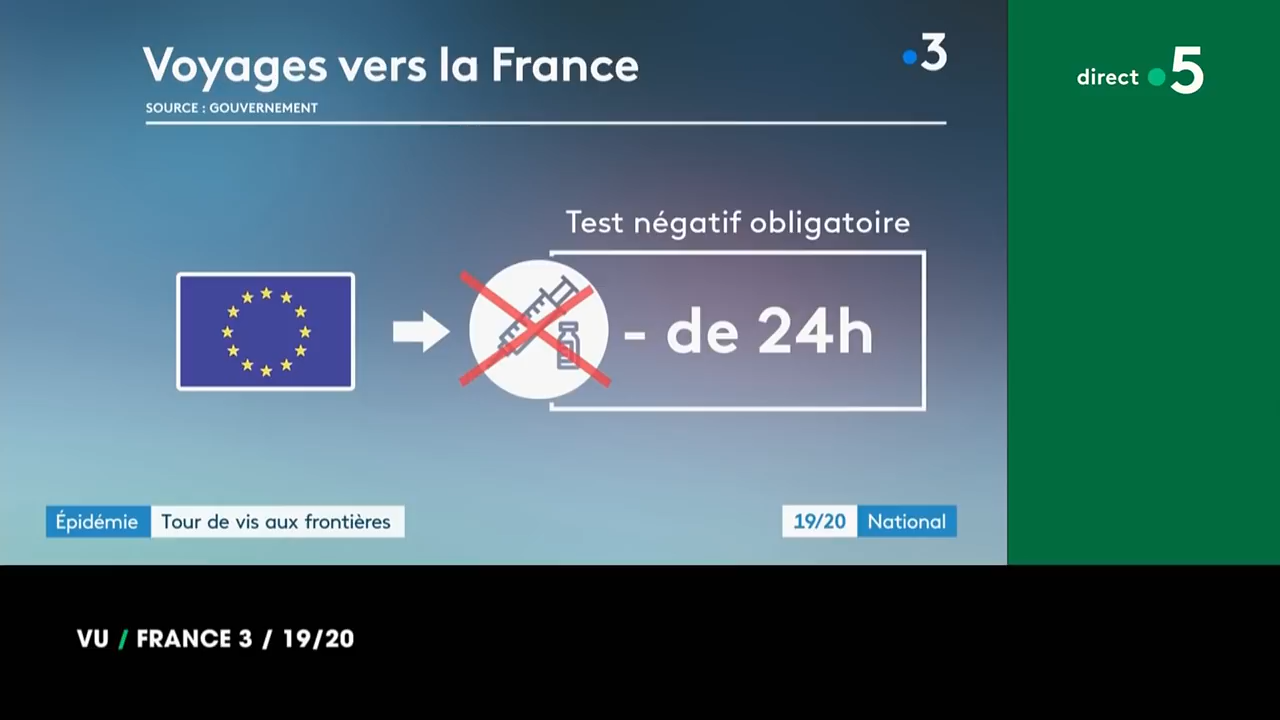 Voyages vers la France
3
SOURCE : GOUVERNEMENT
direct 5
Test négatif obligatoire
- de 24h
Épidémie Tour de vis aux frontières
19/20 National
VU / FRANCE 3 / 19/20